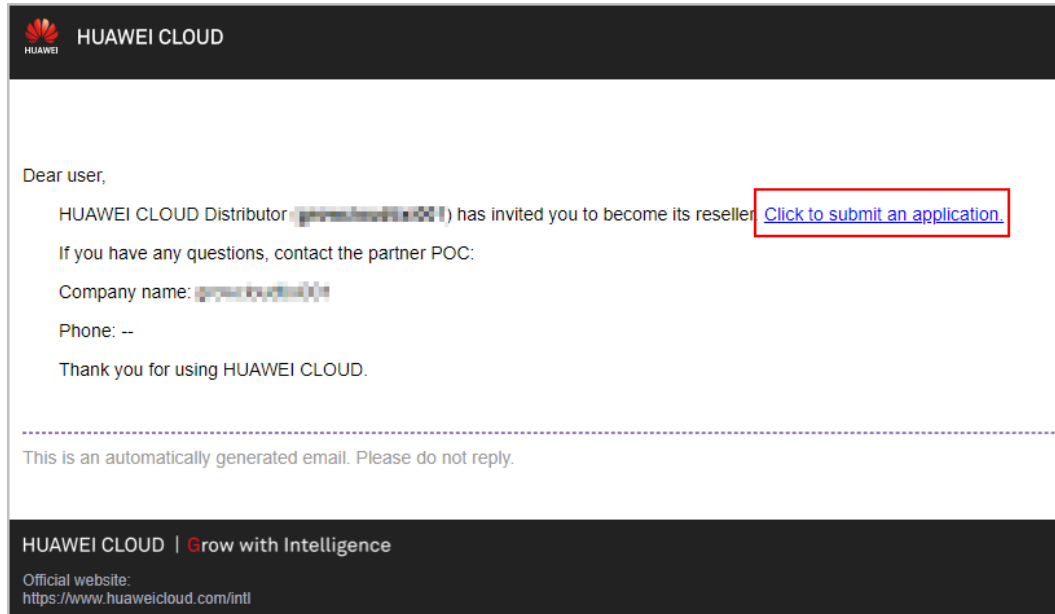 HUAWEI
HUAWEI CLOUD
Dear user,
HUAWEI CLOUD Distributor ( ) has invited you to become its reseller. Click to submit an application.
If you have any questions, contact the partner POC:
Company name:
Phone: --
Thank you for using HUAWEI CLOUD.
This is an automatically generated email. Please do not reply.
HUAWEI CLOUD | Grow with Intelligence
Official website:
https://www.huaweicloud.com/intl